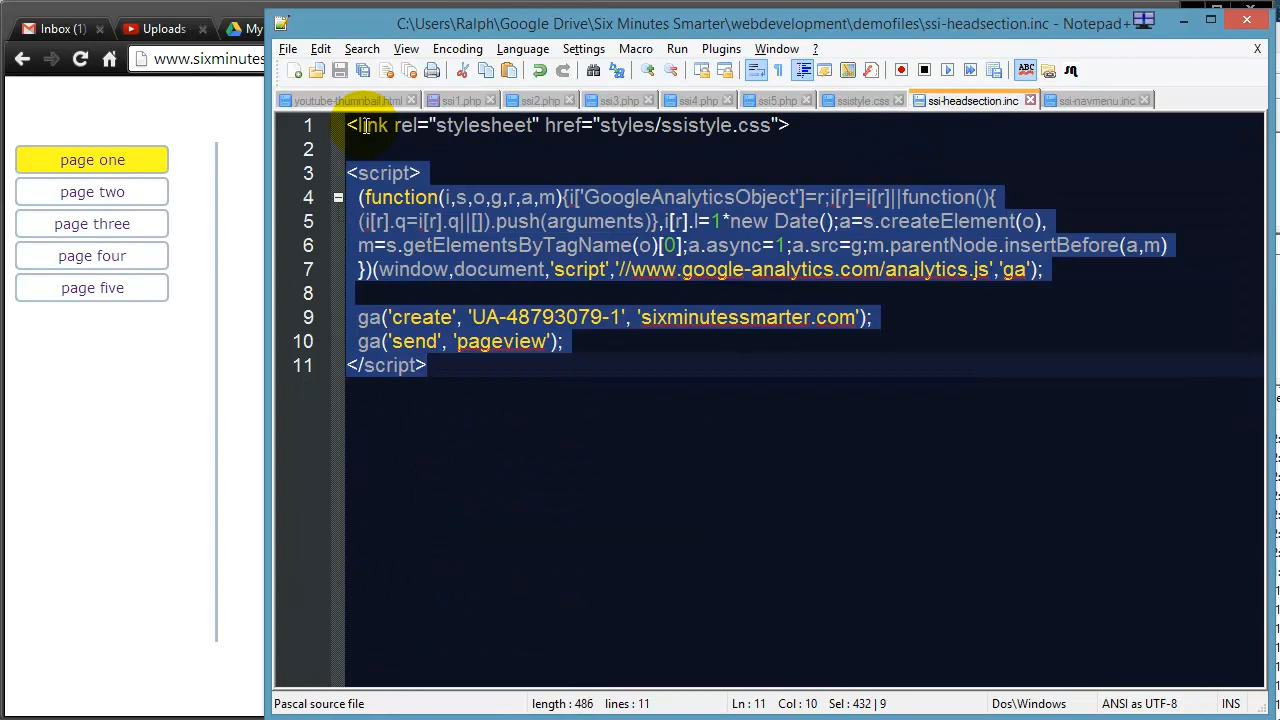 Inbox (1)
Uploads
My
www.sixminutes
page one
page two
page three
page four
page five
C:\Users\Ralph\Google Drive\Six Minutes Smarter\webdevelopment\demfiles\ssi-headsection.inc - Notepad+
File Edit Search View Encoding Language Settings Macro Run Plugins Window ?
X
youtube-thumnbail.html ssi1.php ssi2.php ssi3.php ssi4.php ssi5.php ssistyle.css ssi-headsection.inc ssi-navmenu.inc
1 <link rel="stylesheet" href="styles/ssistyle.css">
2
3 <script>
4 (function(i,s,o,g,r,a,m){i['GoogleAnalyticsObject']=r;i[r]=i[r]||function(){
5 (i[r].q=i[r].q||[]).push(arguments)},i[r].l=1*new Date();a=s.createElement(o),
6 m=s.getElementsByTagName(o)[0];a.async=1;a.src=g;m.parentNode.insertBefore(a,m)
7 })(window,document,'script','//www.google-analytics.com/analytics.js','ga');
8
9 ga('create', 'UA-48793079-1', 'sixminutessmarter.com');
10 ga('send', 'pageview');
11 </script>
Pascal source file length : 486 lines : 11 Ln : 11 Col : 10 Sel : 432 | 9 Dos\Windows ANSI as UTF-8 INS